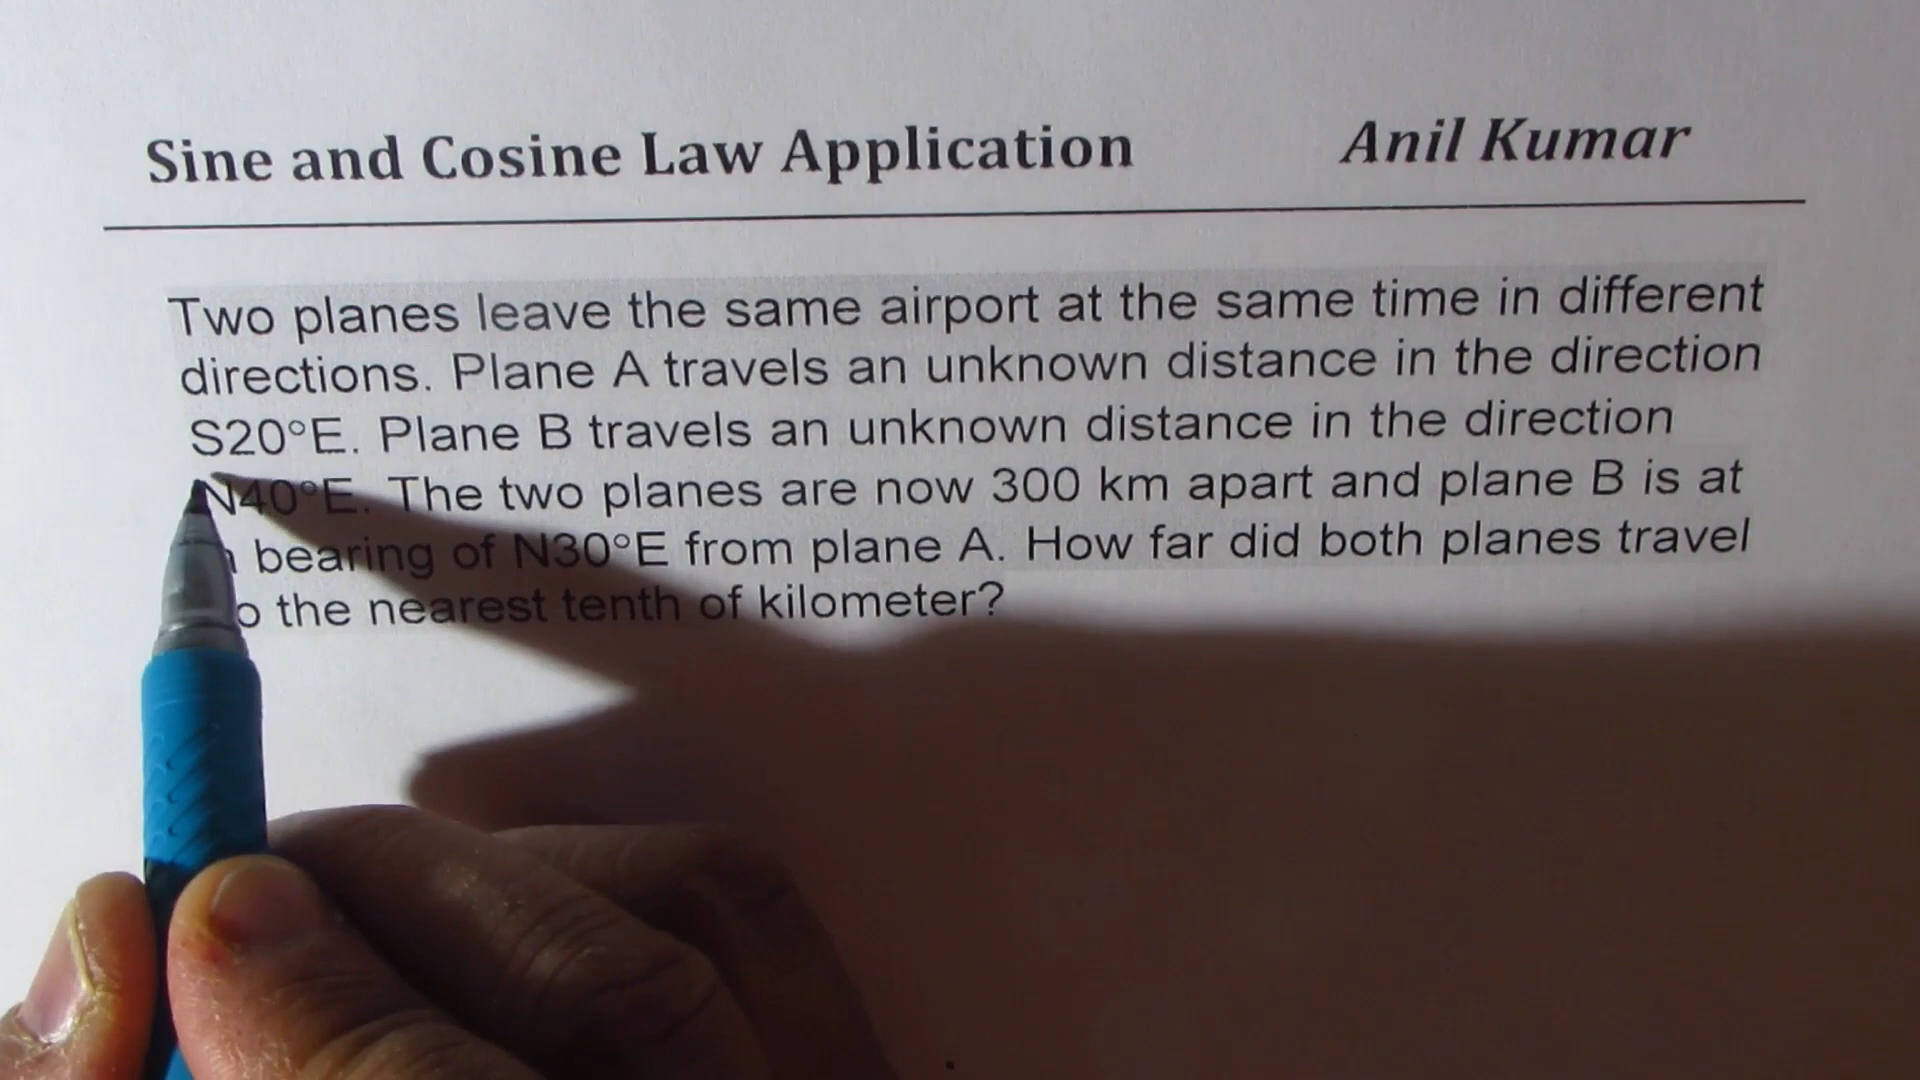 Sine and Cosine Law Application Anil Kumar
Two planes leave the same airport at the same time in different
directions. Plane A travels an unknown distance in the direction
S20°E. Plane B travels an unknown distance in the direction
N40°E. The two planes are now 300 km apart and plane B is at
bearing of N30°E from plane A. How far did both planes travel
the nearest tenth of kilometer?